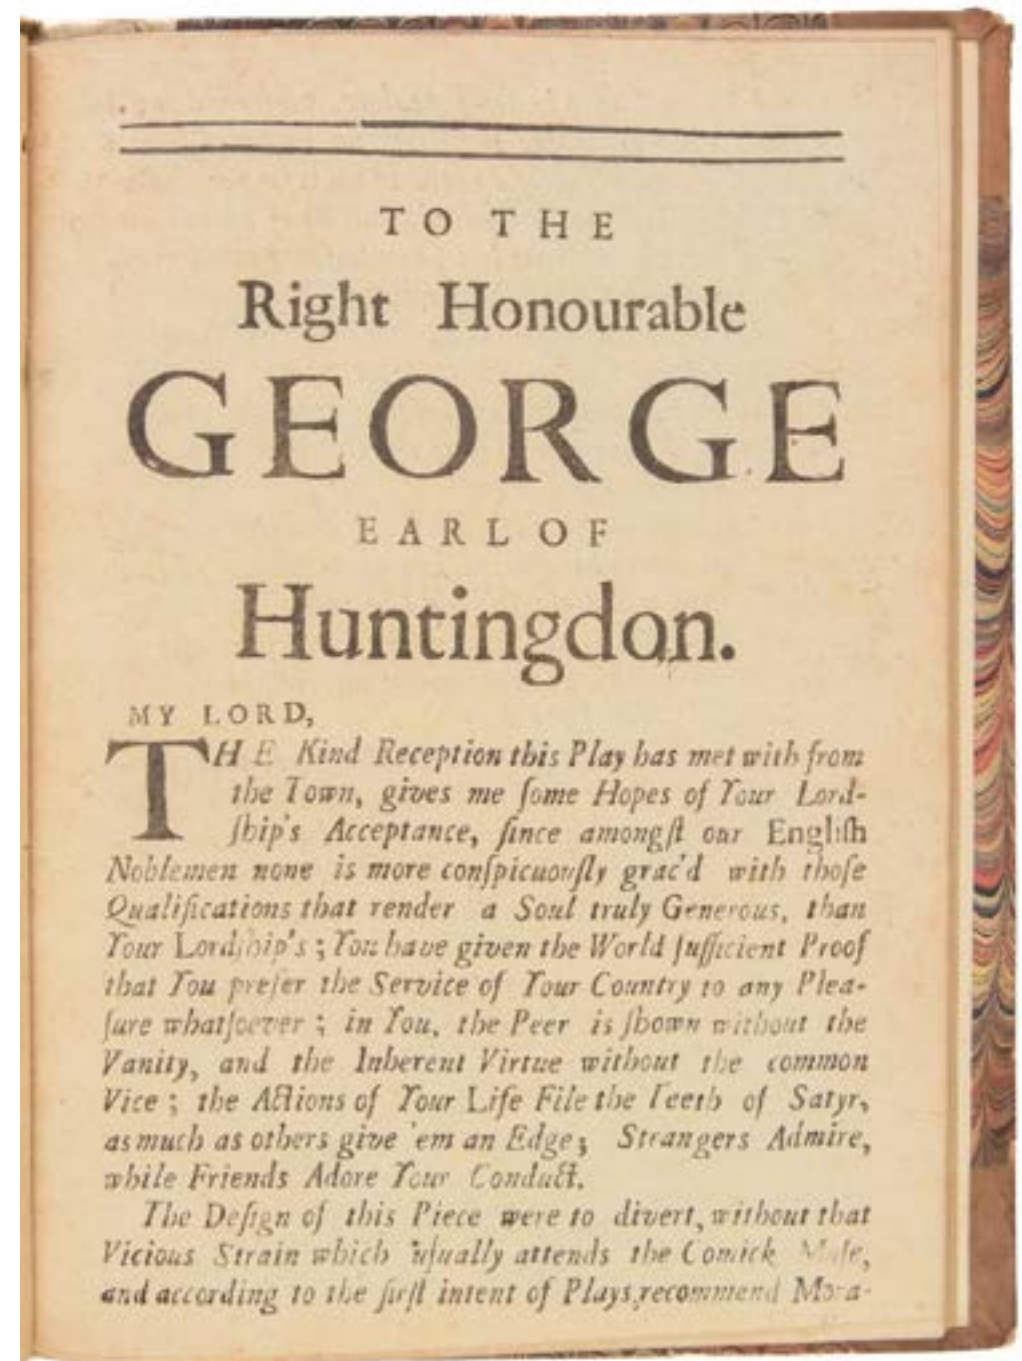 TO THE
Right Honourable
GEORGE
EARL OF
Huntingdon.
MY LORD,
THE Kind Reception this Play has met with from
the Town, gives me ſome Hopes of Your Lord-
ſhip's Acceptance, ſince amongſt our Engliſh
Noblemen none is more conſpicuouſly grac'd with thoſe
Qualifications that render a Soul truly Generous, than
Your Lordſhip's; You have given the World ſufficient Proof
that You prefer the Service of Your Country to any Plea-
ſure whatſoever; in You, the Peer is ſhown without the
Vanity, and the Inherent Virtue without the common
Vice; the Actions of Your Life File the Teeth of Satyr,
as much as others give 'em an Edge; Strangers Admire,
while Friends Adore Your Conduct.
The Deſign of this Piece were to divert, without that
Vicious Strain which uſually attends the Comick Muſe,
and according to the firſt intent of Plays, recommend Mora-